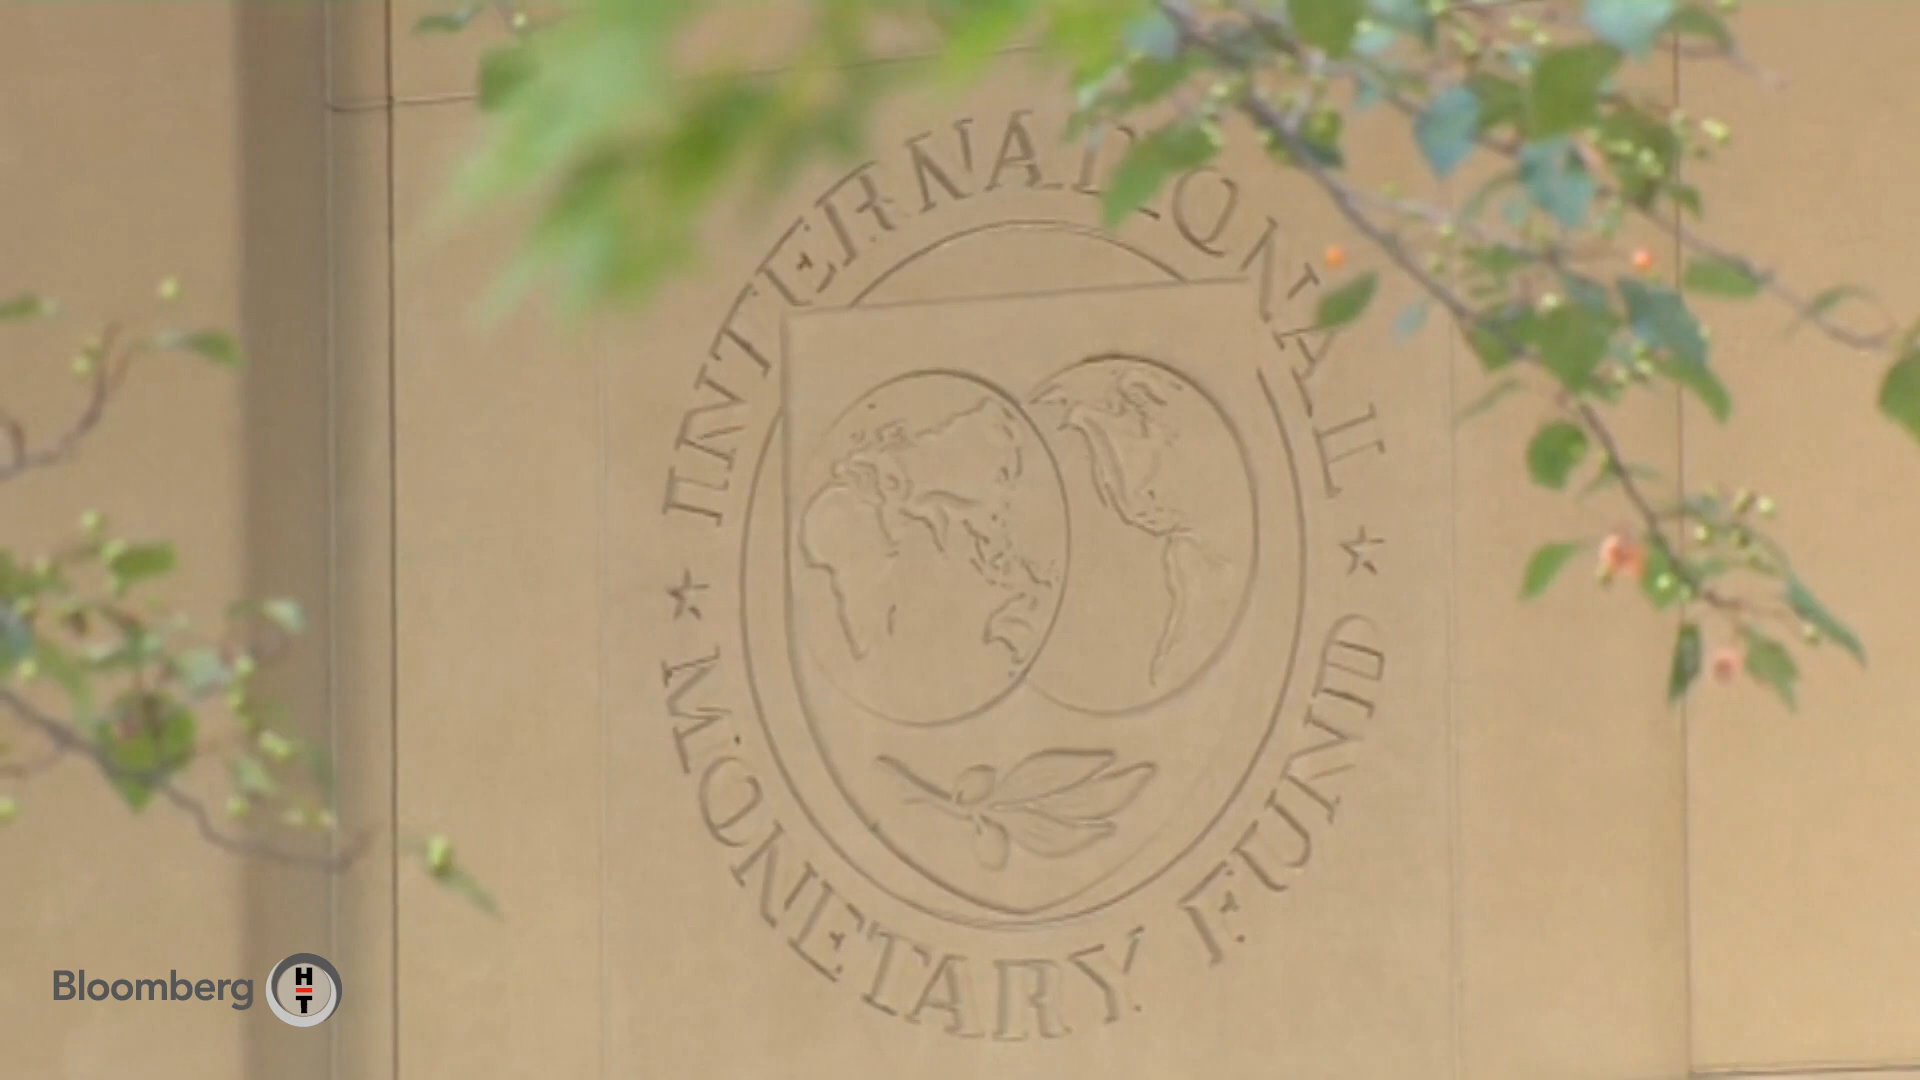 INTERNATIONAL
★ MONETARY FUND ★
Bloomberg HT